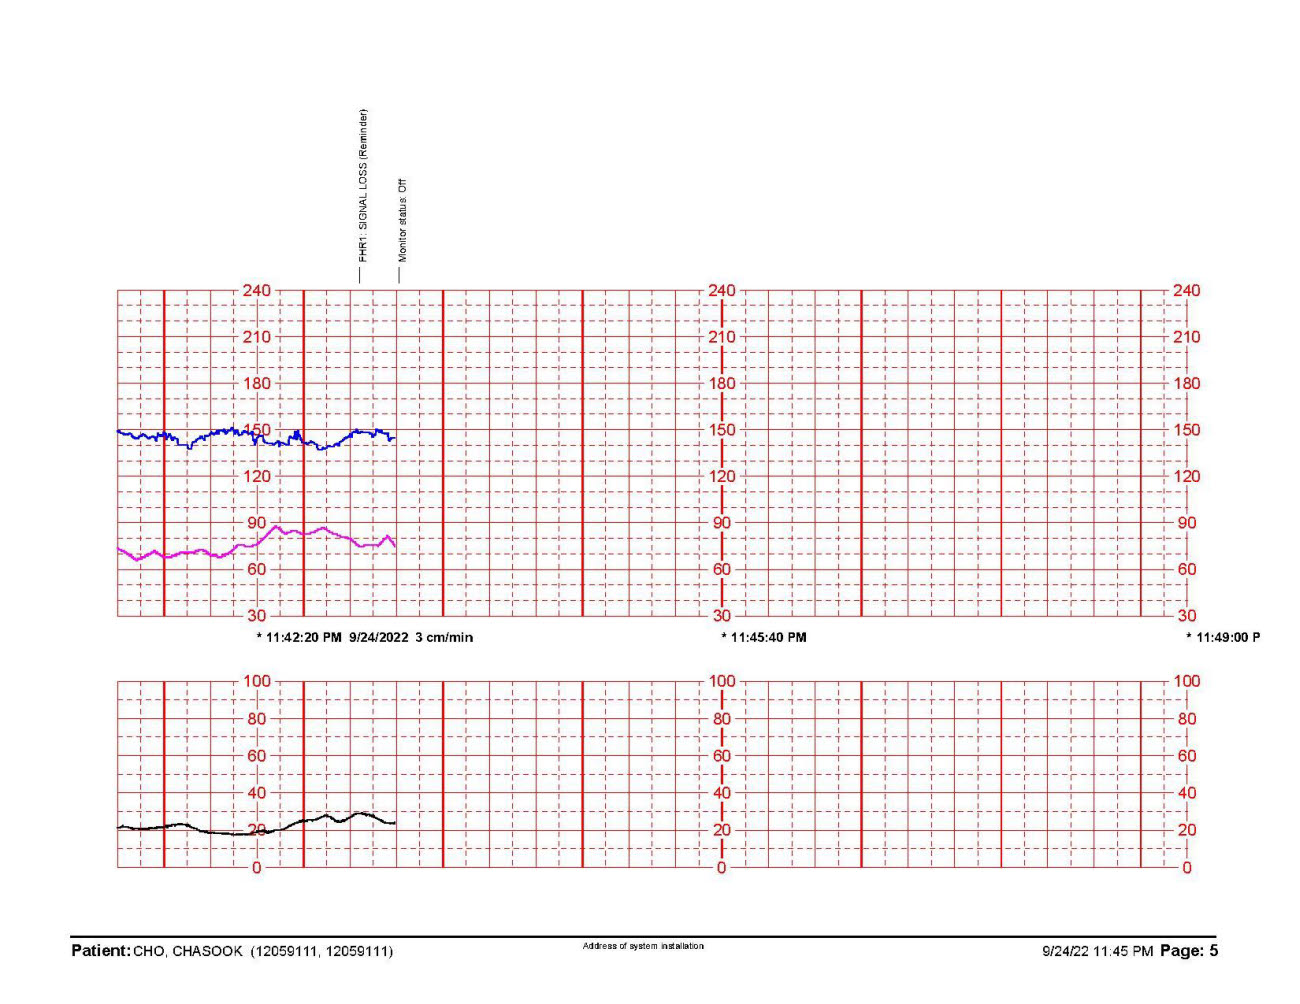 FHR1: SIGNAL LOSS (Reminder)
Monitor status: Off
240 240 240
210 210 210
180 180 180
150 150 150
120 120 120
90 90 90
60 60 60
30 30 30
* 11:42:20 PM 9/24/2022 3 cm/min * 11:45:40 PM * 11:49:00 P
100 100 100
80 80 80
60 60 60
40 40 40
20 20 20
0 0 0
Patient: CHO, CHASOOK (12059111, 12059111) Address of system installation 9/24/22 11:45 PM Page: 5